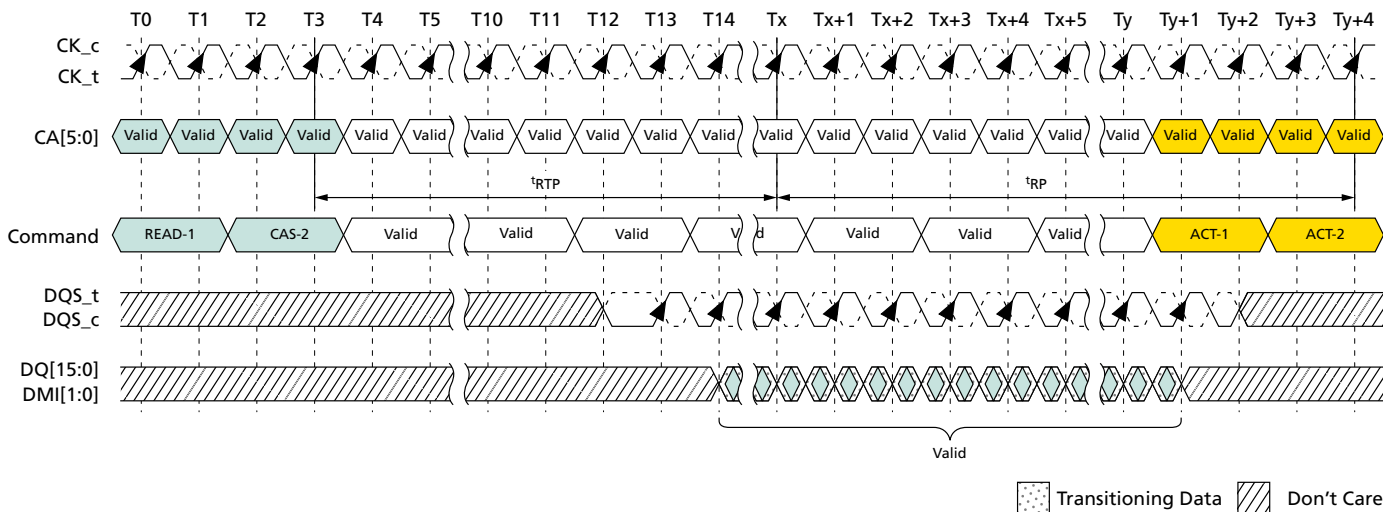 T0 T1 T2 T3 T4 T5 T10 T11 T12 T13 T14 Tx Tx+1 Tx+2 Tx+3 Tx+4 Tx+5 Ty Ty+1 Ty+2 Ty+3 Ty+4
CK_c
CK_t
CA[5:0] Valid Valid Valid Valid Valid Valid Valid Valid Valid Valid Valid Valid Valid Valid Valid Valid Valid Valid Valid Valid Valid Valid
tRTP tRP
Command READ-1 CAS-2 Valid Valid Valid Valid Valid Valid Valid ACT-1 ACT-2
DQS_t
DQS_c
DQ[15:0]
DMI[1:0]
Valid
Transitioning Data Don't Care